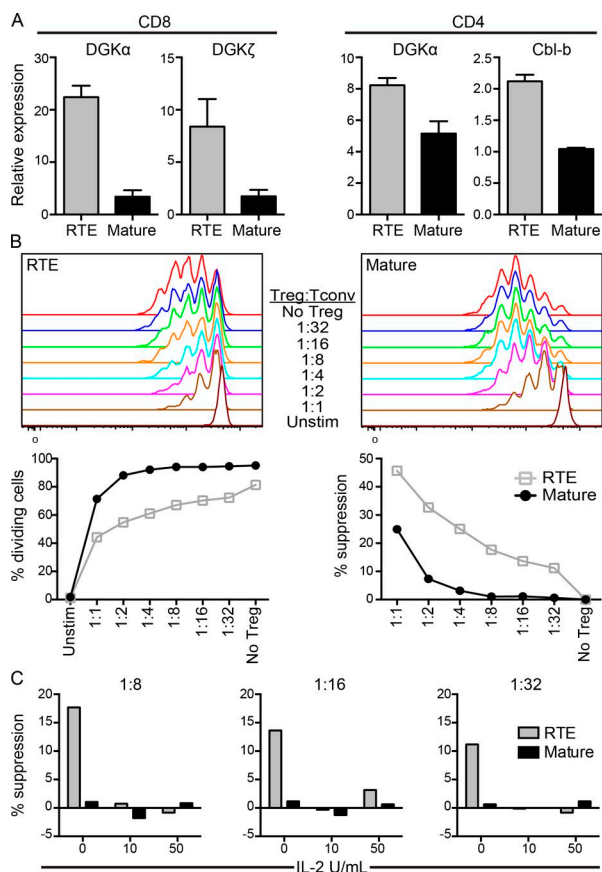 A
CD8
CD4
DGKα
DGKζ
DGKα
Cbl-b
Relative expression
30
20
10
0
RTE Mature
15
10
5
0
RTE Mature
10
8
6
4
2
0
RTE Mature
2.5
2.0
1.5
1.0
0.5
0.0
RTE Mature
B
RTE
Treg:Tconv
No Treg
1:32
1:16
1:8
1:4
1:2
1:1
Unstim
Mature
0
0
% dividing cells
100
80
60
40
20
0
Unstim
1:1
1:2
1:4
1:8
1:16
1:32
No Treg
% suppression
60
50
40
30
20
10
0
1:1
1:2
1:4
1:8
1:16
1:32
No Treg
RTE
Mature
C
1:8
1:16
1:32
% suppression
20
15
10
5
0
-5
0 10 50
20
15
10
5
0
-5
0 10 50
20
15
10
5
0
-5
0 10 50
RTE
Mature
IL-2 U/mL